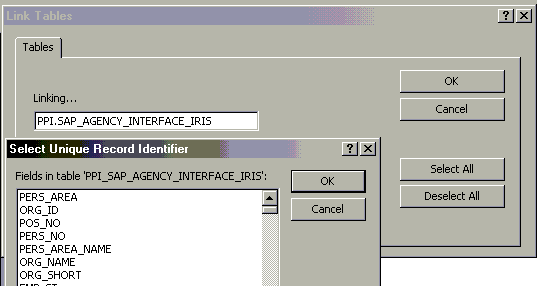 Link Tables
Tables
Linking...
PPI.SAP_AGENCY_INTERFACE_IRIS
OK
Cancel
Select All
Deselect All
Select Unique Record Identifier
Fields in table 'PPI_SAP_AGENCY_INTERFACE_IRIS':
PERS_AREA
ORG_ID
POS_NO
PERS_NO
PERS_AREA_NAME
ORG_NAME
ORG_SHORT
OK
Cancel